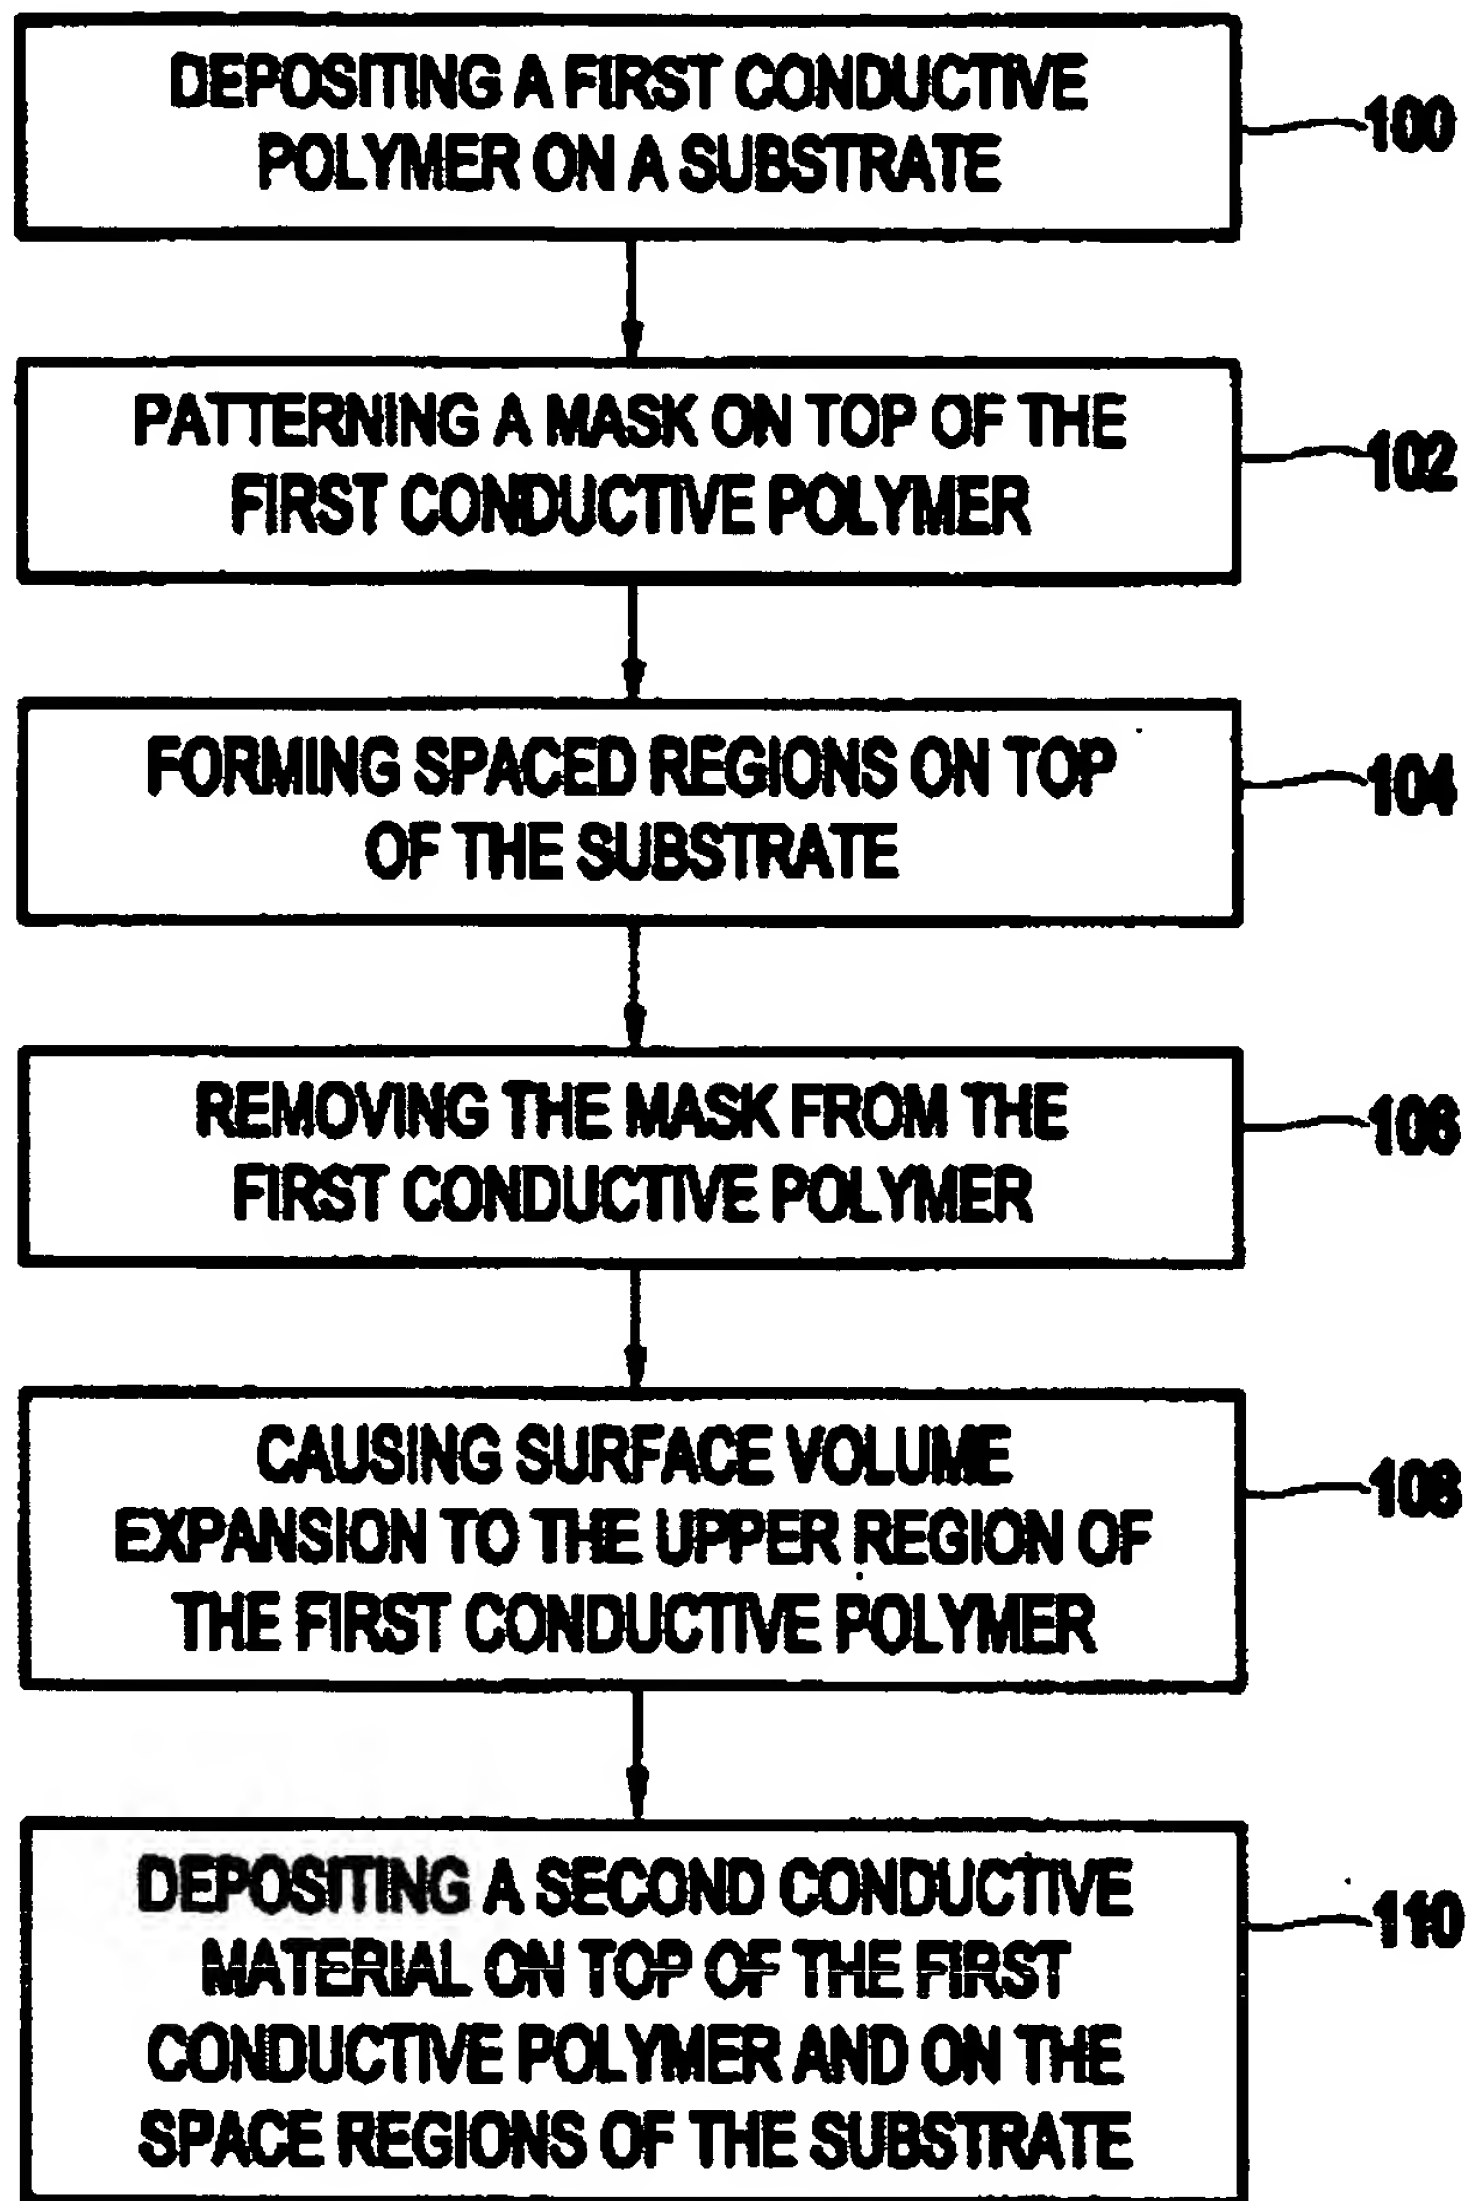 DEPOSITING A FIRST CONDUCTIVE
POLYMER ON A SUBSTRATE
100
PATTERNING A MASK ON TOP OF THE
FIRST CONDUCTIVE POLYMER
102
FORMING SPACED REGIONS ON TOP
OF THE SUBSTRATE
104
REMOVING THE MASK FROM THE
FIRST CONDUCTIVE POLYMER
106
CAUSING SURFACE VOLUME
EXPANSION TO THE UPPER REGION OF
THE FIRST CONDUCTIVE POLYMER
108
DEPOSITING A SECOND CONDUCTIVE
MATERIAL ON TOP OF THE FIRST
CONDUCTIVE POLYMER AND ON THE
SPACE REGIONS OF THE SUBSTRATE
110